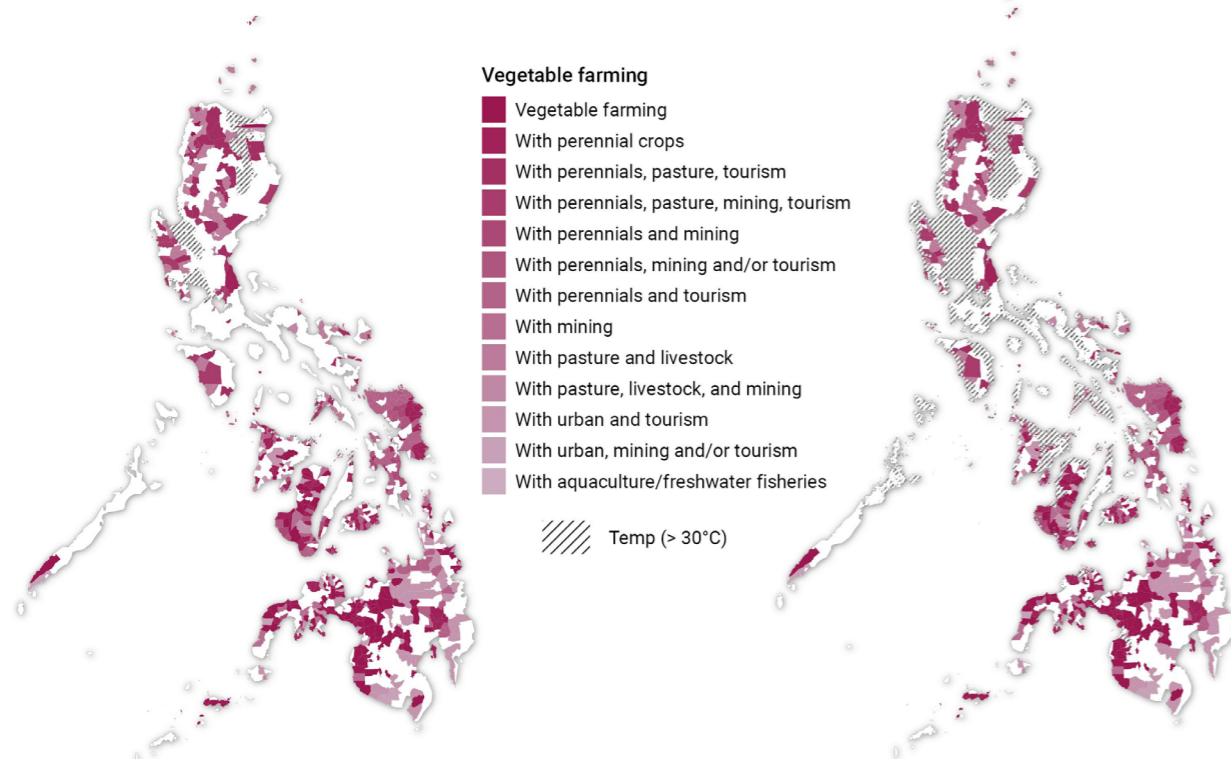 Vegetable farming
Vegetable farming
With perennial crops
With perennials, pasture, tourism
With perennials, pasture, mining, tourism
With perennials and mining
With perennials, mining and/or tourism
With perennials and tourism
With mining
With pasture and livestock
With pasture, livestock, and mining
With urban and tourism
With urban, mining and/or tourism
With aquaculture/freshwater fisheries
Temp (> 30°C)